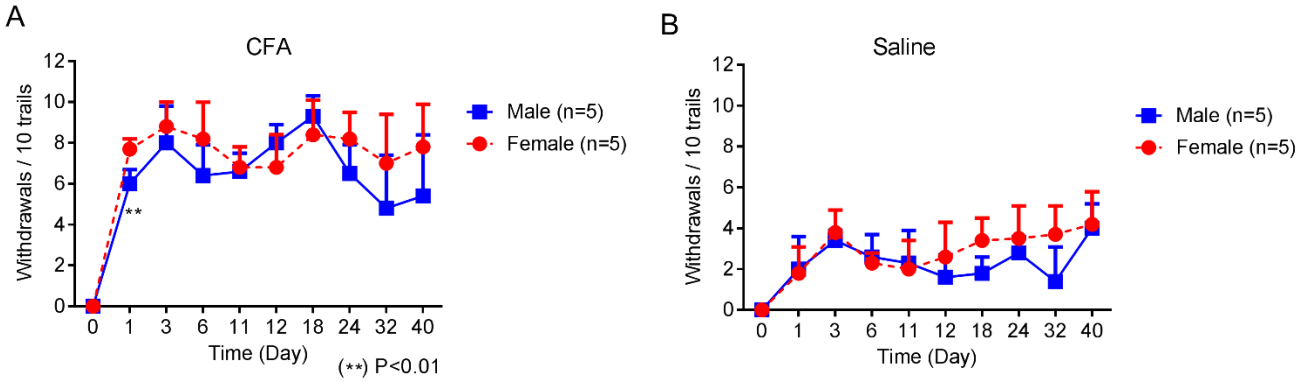 A
CFA
Withdrawals / 10 trails
12
10
8
6
4
2
0
**
0 1 3 6 11 12 18 24 32 40
Time (Day)
(**) P<0.01
Male (n=5)
Female (n=5)
B
Saline
Withdrawals / 10 trails
12
10
8
6
4
2
0
0 1 3 6 11 12 18 24 32 40
Time (Day)
Male (n=5)
Female (n=5)